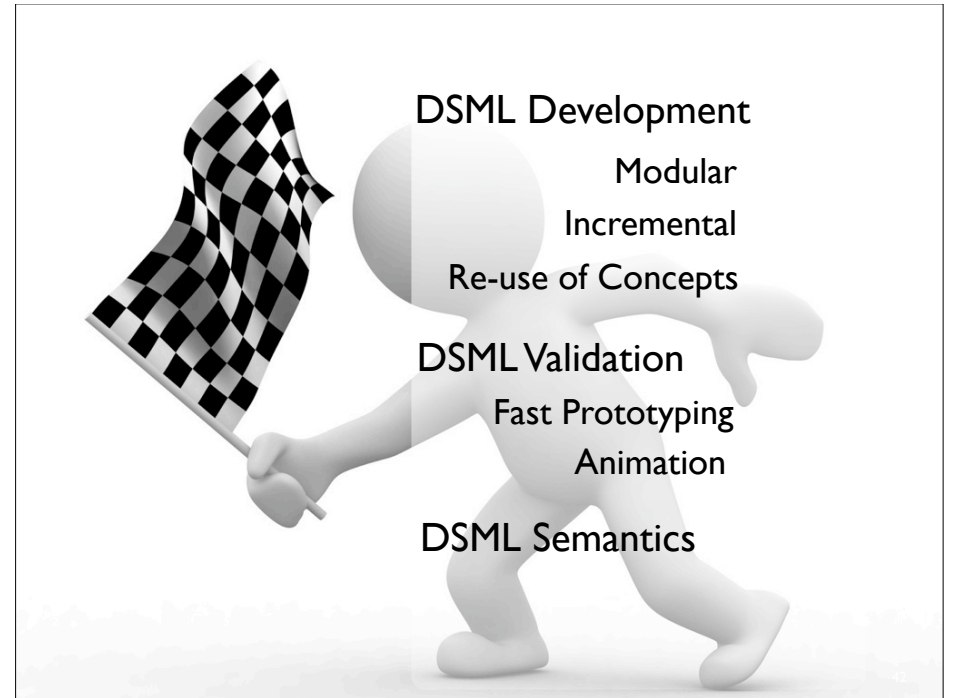 DSML Development
Modular
Incremental
Re-use of Concepts
DSML Validation
Fast Prototyping
Animation
DSML Semantics